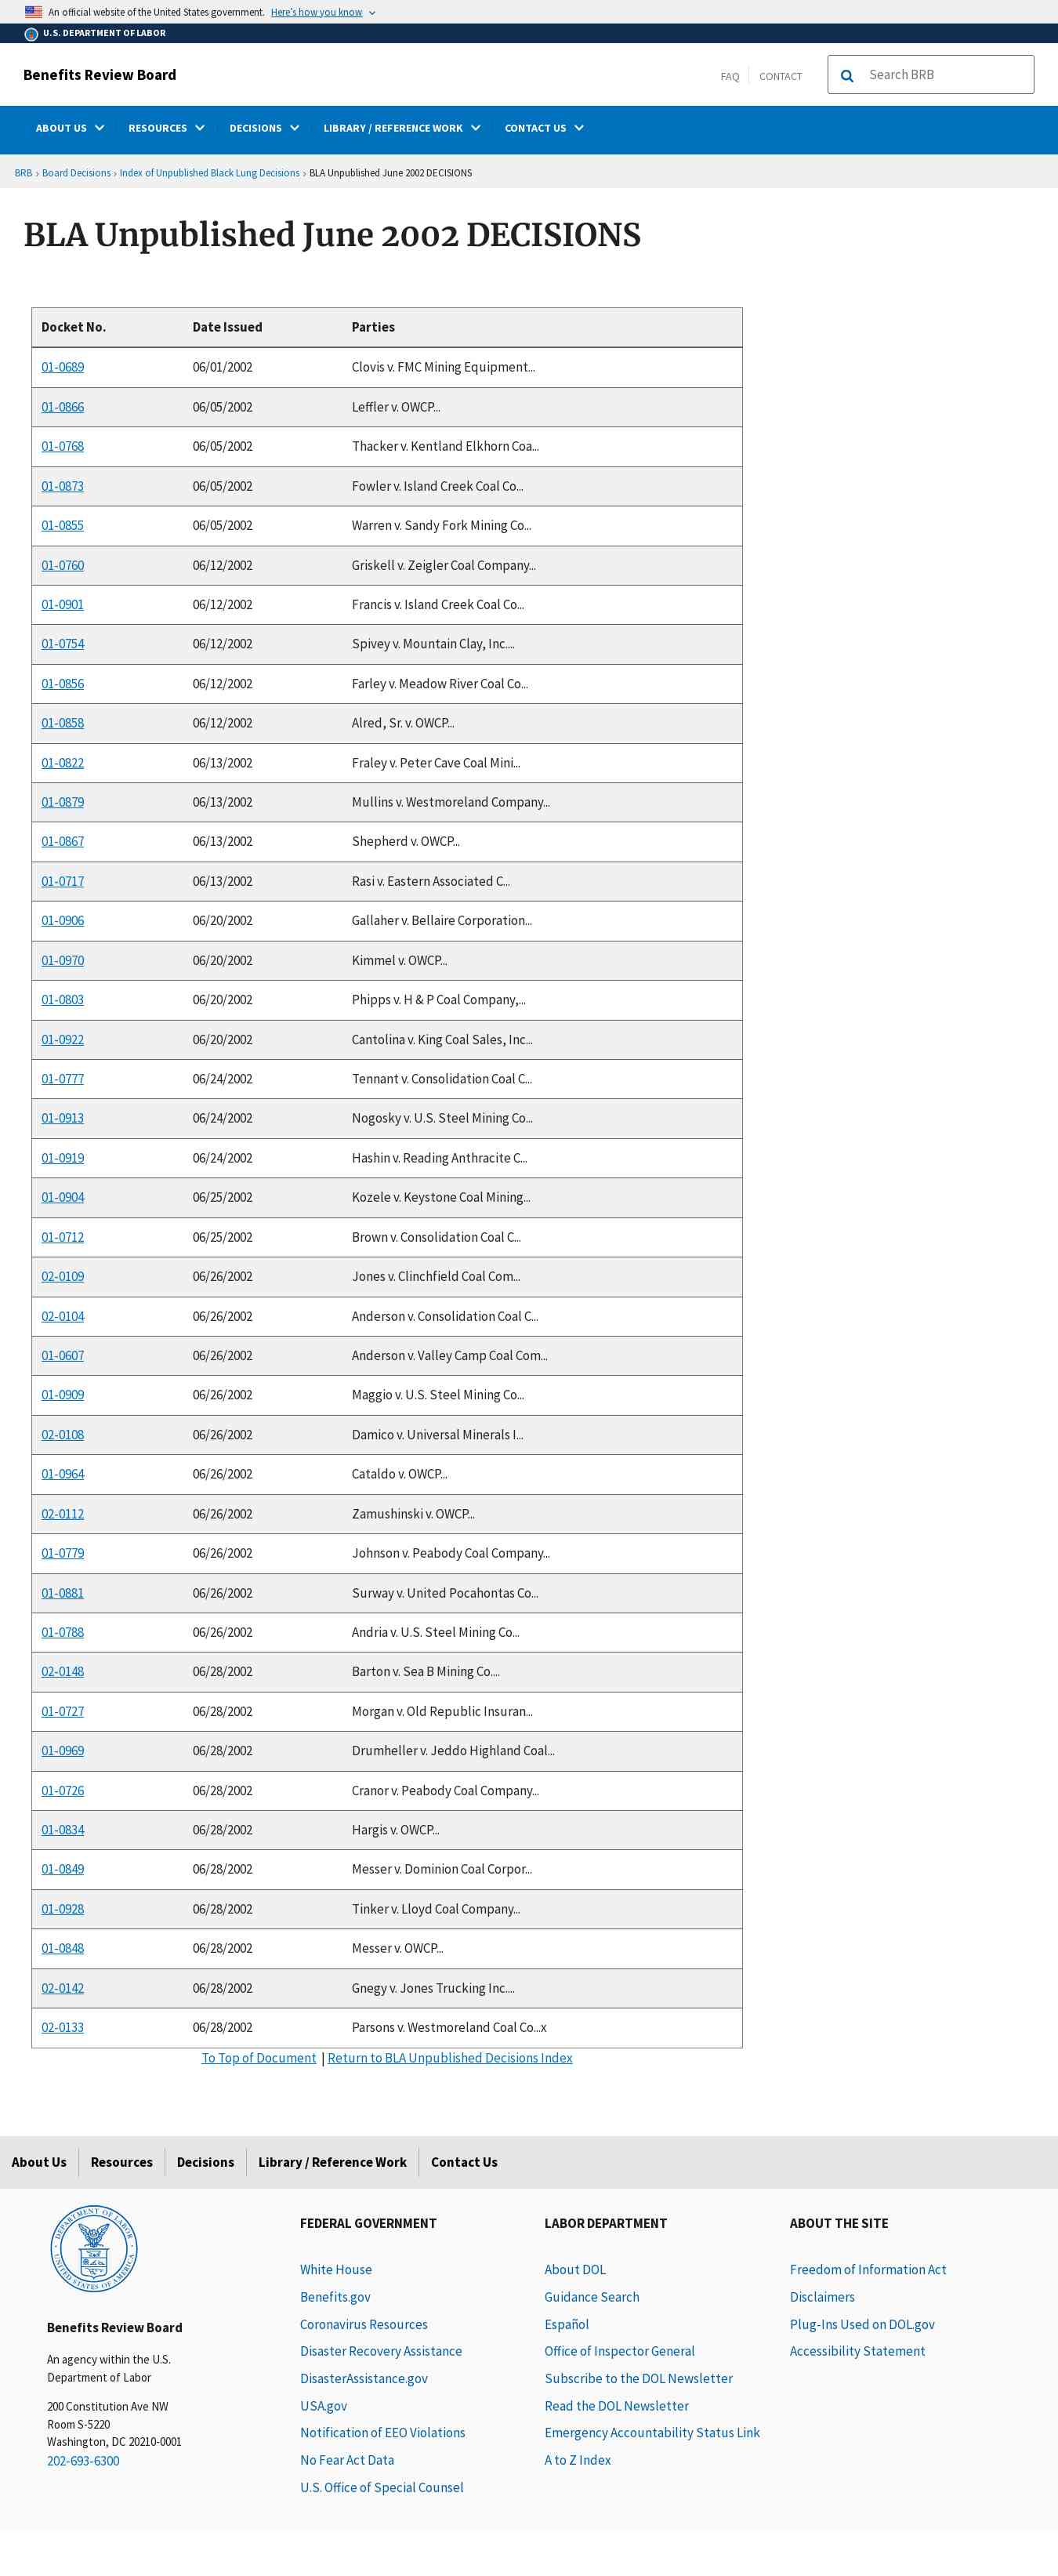 An official website of the United States government. Here's how you know
U.S. DEPARTMENT OF LABOR
Benefits Review Board
FAQ CONTACT Search BRB
ABOUT US RESOURCES DECISIONS LIBRARY / REFERENCE WORK CONTACT US
BRB › Board Decisions › Index of Unpublished Black Lung Decisions › BLA Unpublished June 2002 DECISIONS
BLA Unpublished June 2002 DECISIONS
Docket No. Date Issued Parties
01-0689 06/01/2002 Clovis v. FMC Mining Equipment...
01-0866 06/05/2002 Leffler v. OWCP...
01-0768 06/05/2002 Thacker v. Kentland Elkhorn Coa...
01-0873 06/05/2002 Fowler v. Island Creek Coal Co...
01-0855 06/05/2002 Warren v. Sandy Fork Mining Co...
01-0760 06/12/2002 Griskell v. Zeigler Coal Company...
01-0901 06/12/2002 Francis v. Island Creek Coal Co...
01-0754 06/12/2002 Spivey v. Mountain Clay, Inc....
01-0856 06/12/2002 Farley v. Meadow River Coal Co...
01-0858 06/12/2002 Alred, Sr. v. OWCP...
01-0822 06/13/2002 Fraley v. Peter Cave Coal Mini...
01-0879 06/13/2002 Mullins v. Westmoreland Company...
01-0867 06/13/2002 Shepherd v. OWCP...
01-0717 06/13/2002 Rasi v. Eastern Associated C...
01-0906 06/20/2002 Gallaher v. Bellaire Corporation...
01-0970 06/20/2002 Kimmel v. OWCP...
01-0803 06/20/2002 Phipps v. H & P Coal Company,...
01-0922 06/20/2002 Cantolina v. King Coal Sales, Inc...
01-0777 06/24/2002 Tennant v. Consolidation Coal C...
01-0913 06/24/2002 Nogosky v. U.S. Steel Mining Co...
01-0919 06/24/2002 Hashin v. Reading Anthracite C...
01-0904 06/25/2002 Kozele v. Keystone Coal Mining...
01-0712 06/25/2002 Brown v. Consolidation Coal C...
02-0109 06/26/2002 Jones v. Clinchfield Coal Com...
02-0104 06/26/2002 Anderson v. Consolidation Coal C...
01-0607 06/26/2002 Anderson v. Valley Camp Coal Com...
01-0909 06/26/2002 Maggio v. U.S. Steel Mining Co...
02-0108 06/26/2002 Damico v. Universal Minerals I...
01-0964 06/26/2002 Cataldo v. OWCP...
02-0112 06/26/2002 Zamushinski v. OWCP...
01-0779 06/26/2002 Johnson v. Peabody Coal Company...
01-0881 06/26/2002 Surway v. United Pocahontas Co...
01-0788 06/26/2002 Andria v. U.S. Steel Mining Co...
02-0148 06/28/2002 Barton v. Sea B Mining Co....
01-0727 06/28/2002 Morgan v. Old Republic Insuran...
01-0969 06/28/2002 Drumheller v. Jeddo Highland Coal...
01-0726 06/28/2002 Cranor v. Peabody Coal Company...
01-0834 06/28/2002 Hargis v. OWCP...
01-0849 06/28/2002 Messer v. Dominion Coal Corpor...
01-0928 06/28/2002 Tinker v. Lloyd Coal Company...
01-0848 06/28/2002 Messer v. OWCP...
02-0142 06/28/2002 Gnegy v. Jones Trucking Inc....
02-0133 06/28/2002 Parsons v. Westmoreland Coal Co...x
To Top of Document | Return to BLA Unpublished Decisions Index
About Us Resources Decisions Library / Reference Work Contact Us
DEPARTMENT OF LABOR
UNITED STATES OF AMERICA
Benefits Review Board
An agency within the U.S.
Department of Labor
200 Constitution Ave NW
Room S-5220
Washington, DC 20210-0001
202-693-6300
FEDERAL GOVERNMENT
White House
Benefits.gov
Coronavirus Resources
Disaster Recovery Assistance
DisasterAssistance.gov
USA.gov
Notification of EEO Violations
No Fear Act Data
U.S. Office of Special Counsel
LABOR DEPARTMENT
About DOL
Guidance Search
Español
Office of Inspector General
Subscribe to the DOL Newsletter
Read the DOL Newsletter
Emergency Accountability Status Link
A to Z Index
ABOUT THE SITE
Freedom of Information Act
Disclaimers
Plug-Ins Used on DOL.gov
Accessibility Statement